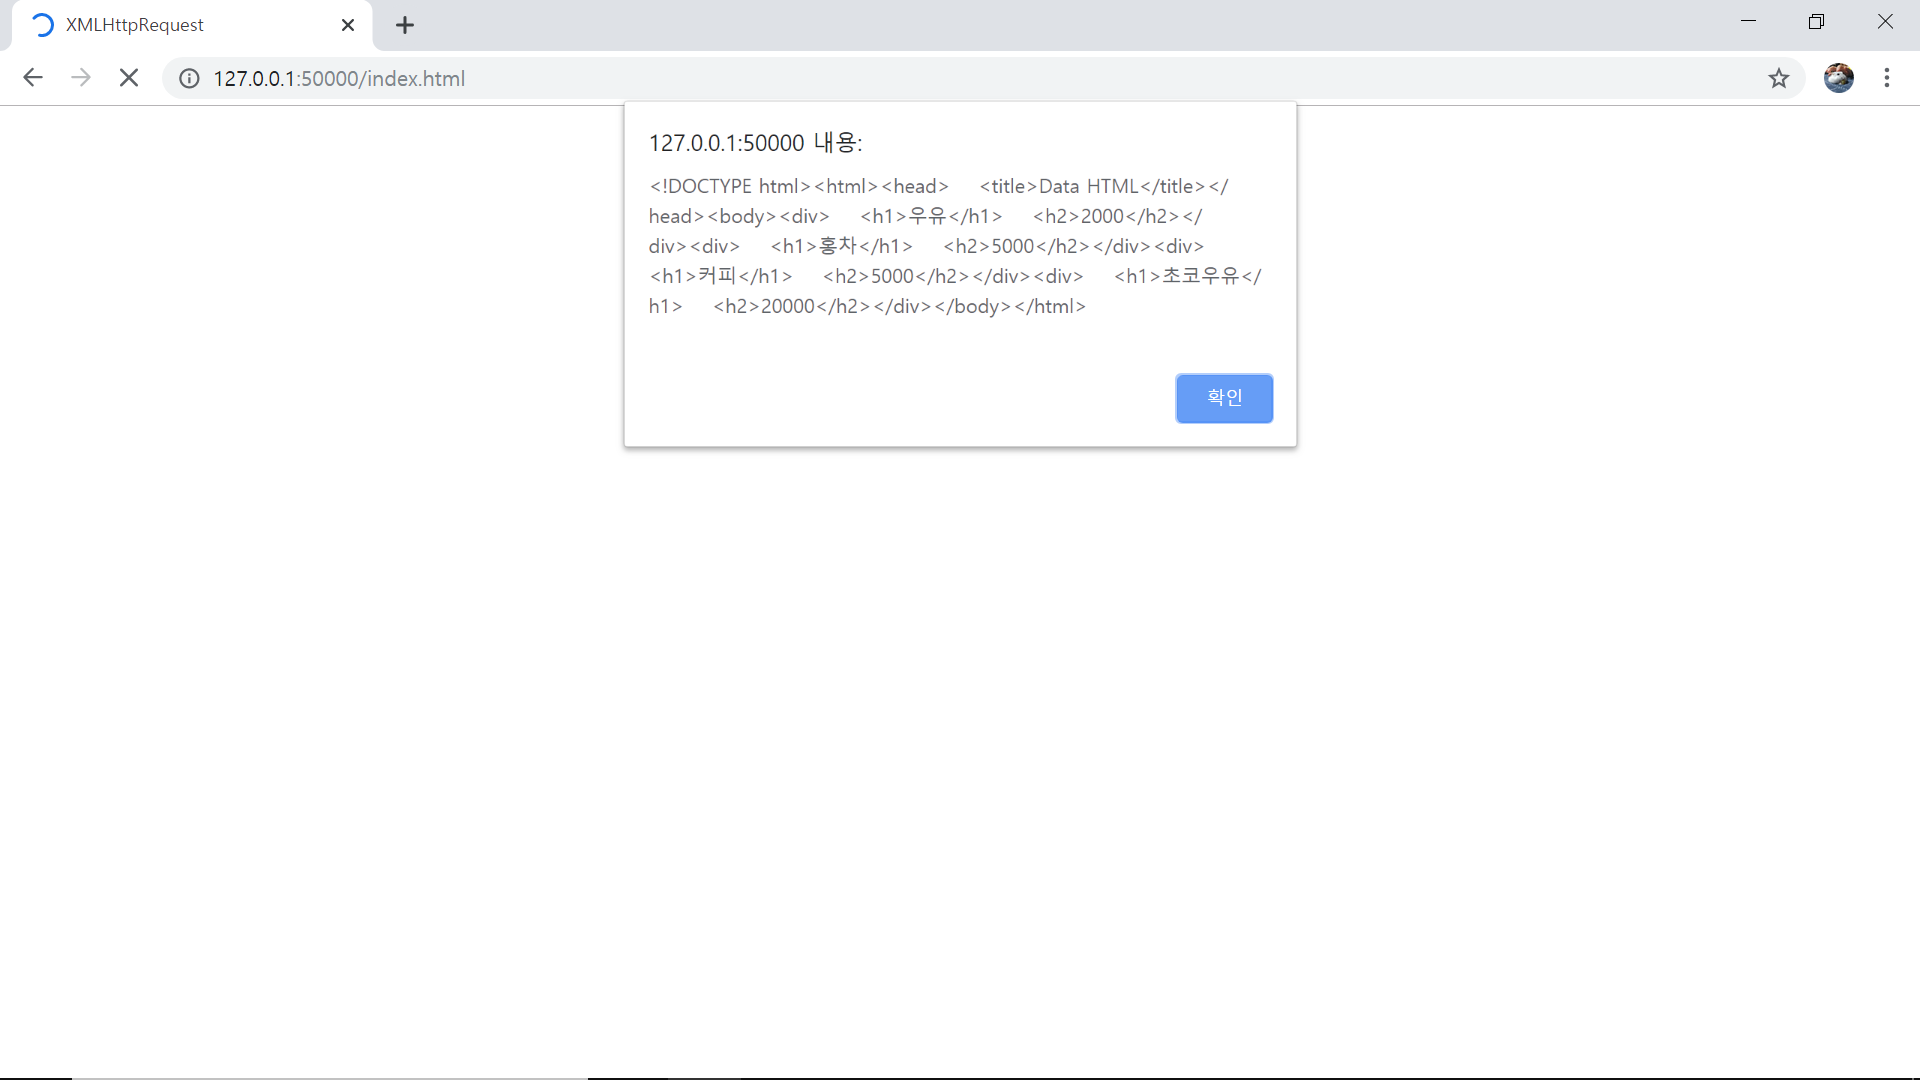 XMLHttpRequest
127.0.0.1:50000/index.html
127.0.0.1:50000 내용:
<!DOCTYPE html><html><head>    <title>Data HTML</title></
head><body><div>    <h1>우유</h1>    <h2>2000</h2></
div><div>    <h1>홍차</h1>    <h2>5000</h2></div><div>
<h1>커피</h1>    <h2>5000</h2></div><div>    <h1>초코우유</
h1>    <h2>20000</h2></div></body></html>
확인